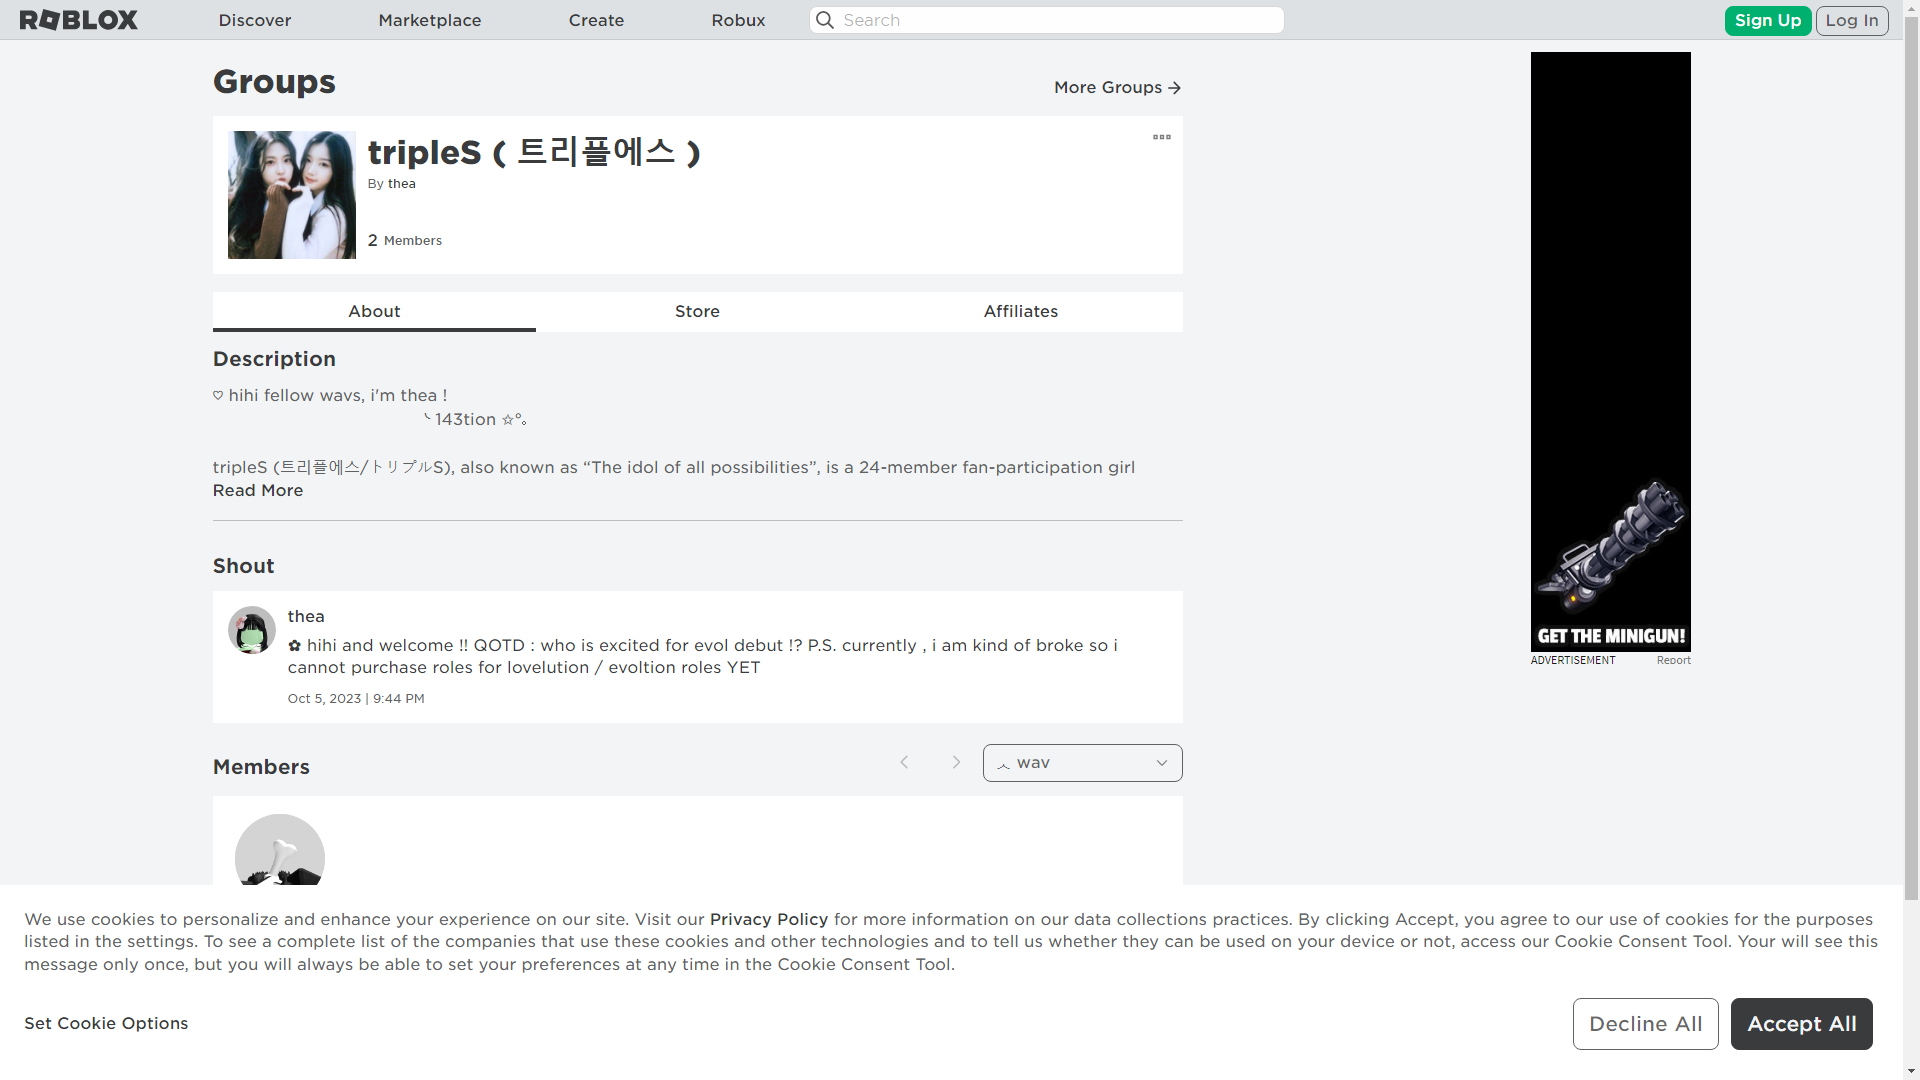 ROBLOX
Discover
Marketplace
Create
Robux
Search
Sign Up
Log In
Groups
More Groups
tripleS ( 트리플에스 )
By thea
2 Members
About
Store
Affiliates
Description
♡ hihi fellow wavs, i'm thea !
╰ 143tion ☆°｡
tripleS (트리플에스/トリプルS), also known as “The idol of all possibilities”, is a 24-member fan-participation girl
Read More
Shout
thea
✿ hihi and welcome !! QOTD : who is excited for evol debut !? P.S. currently , i am kind of broke so i
cannot purchase roles for lovelution / evoltion roles YET
Oct 5, 2023 | 9:44 PM
Members
෴ wav
GET THE MINIGUN!
ADVERTISEMENT
Report
We use cookies to personalize and enhance your experience on our site. Visit our Privacy Policy for more information on our data collections practices. By clicking Accept, you agree to our use of cookies for the purposes
listed in the settings. To see a complete list of the companies that use these cookies and other technologies and to tell us whether they can be used on your device or not, access our Cookie Consent Tool. Your will see this
message only once, but you will always be able to set your preferences at any time in the Cookie Consent Tool.
Set Cookie Options
Decline All
Accept All